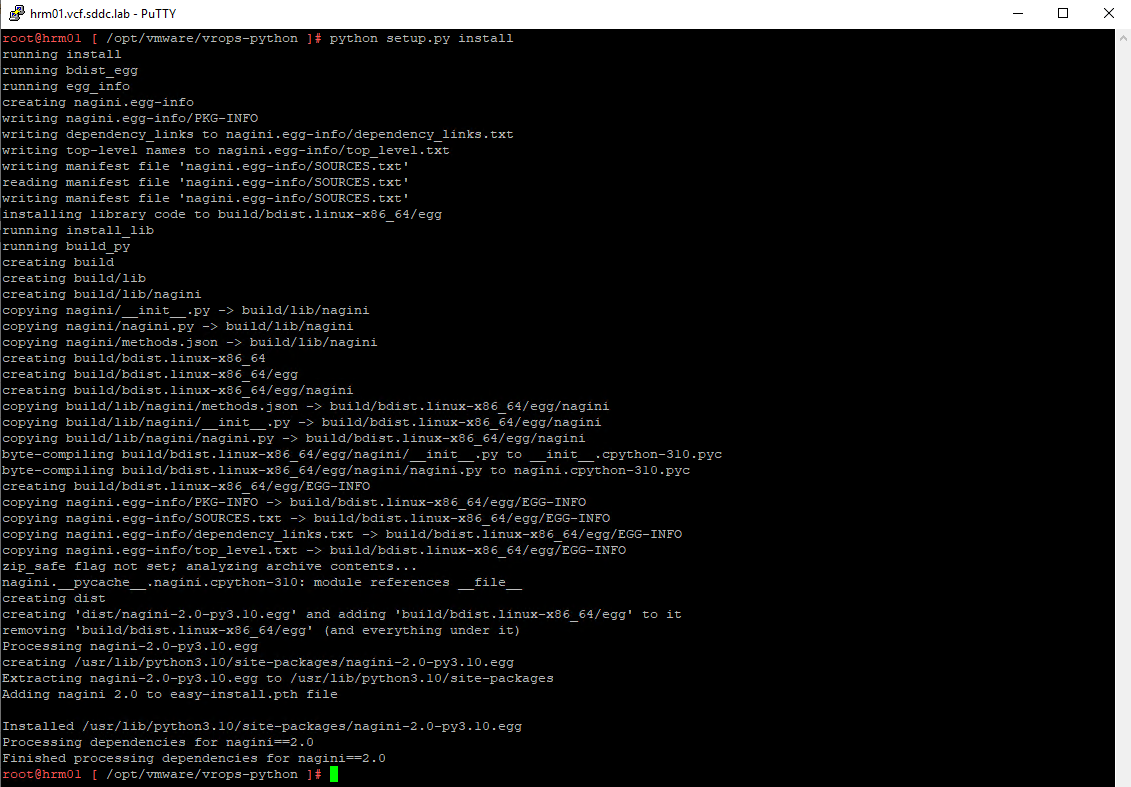 hrm01.vcf.sddc.lab - PuTTY
root@hrm01 [ /opt/vmware/vrops-python ]# python setup.py install
running install
running bdist_egg
running egg_info
creating nagini.egg-info
writing nagini.egg-info/PKG-INFO
writing dependency_links to nagini.egg-info/dependency_links.txt
writing top-level names to nagini.egg-info/top_level.txt
writing manifest file 'nagini.egg-info/SOURCES.txt'
reading manifest file 'nagini.egg-info/SOURCES.txt'
writing manifest file 'nagini.egg-info/SOURCES.txt'
installing library code to build/bdist.linux-x86_64/egg
running install_lib
running build_py
creating build
creating build/lib
creating build/lib/nagini
copying nagini/__init__.py -> build/lib/nagini
copying nagini/nagini.py -> build/lib/nagini
copying nagini/methods.json -> build/lib/nagini
creating build/bdist.linux-x86_64
creating build/bdist.linux-x86_64/egg
creating build/bdist.linux-x86_64/egg/nagini
copying build/lib/nagini/methods.json -> build/bdist.linux-x86_64/egg/nagini
copying build/lib/nagini/__init__.py -> build/bdist.linux-x86_64/egg/nagini
copying build/lib/nagini/nagini.py -> build/bdist.linux-x86_64/egg/nagini
byte-compiling build/bdist.linux-x86_64/egg/nagini/__init__.py to __init__.cpython-310.pyc
byte-compiling build/bdist.linux-x86_64/egg/nagini/nagini.py to nagini.cpython-310.pyc
creating build/bdist.linux-x86_64/egg/EGG-INFO
copying nagini.egg-info/PKG-INFO -> build/bdist.linux-x86_64/egg/EGG-INFO
copying nagini.egg-info/SOURCES.txt -> build/bdist.linux-x86_64/egg/EGG-INFO
copying nagini.egg-info/dependency_links.txt -> build/bdist.linux-x86_64/egg/EGG-INFO
copying nagini.egg-info/top_level.txt -> build/bdist.linux-x86_64/egg/EGG-INFO
zip_safe flag not set; analyzing archive contents...
nagini.__pycache__.nagini.cpython-310: module references __file__
creating dist
creating 'dist/nagini-2.0-py3.10.egg' and adding 'build/bdist.linux-x86_64/egg' to it
removing 'build/bdist.linux-x86_64/egg' (and everything under it)
Processing nagini-2.0-py3.10.egg
creating /usr/lib/python3.10/site-packages/nagini-2.0-py3.10.egg
Extracting nagini-2.0-py3.10.egg to /usr/lib/python3.10/site-packages
Adding nagini 2.0 to easy-install.pth file
Installed /usr/lib/python3.10/site-packages/nagini-2.0-py3.10.egg
Processing dependencies for nagini==2.0
Finished processing dependencies for nagini==2.0
root@hrm01 [ /opt/vmware/vrops-python ]#